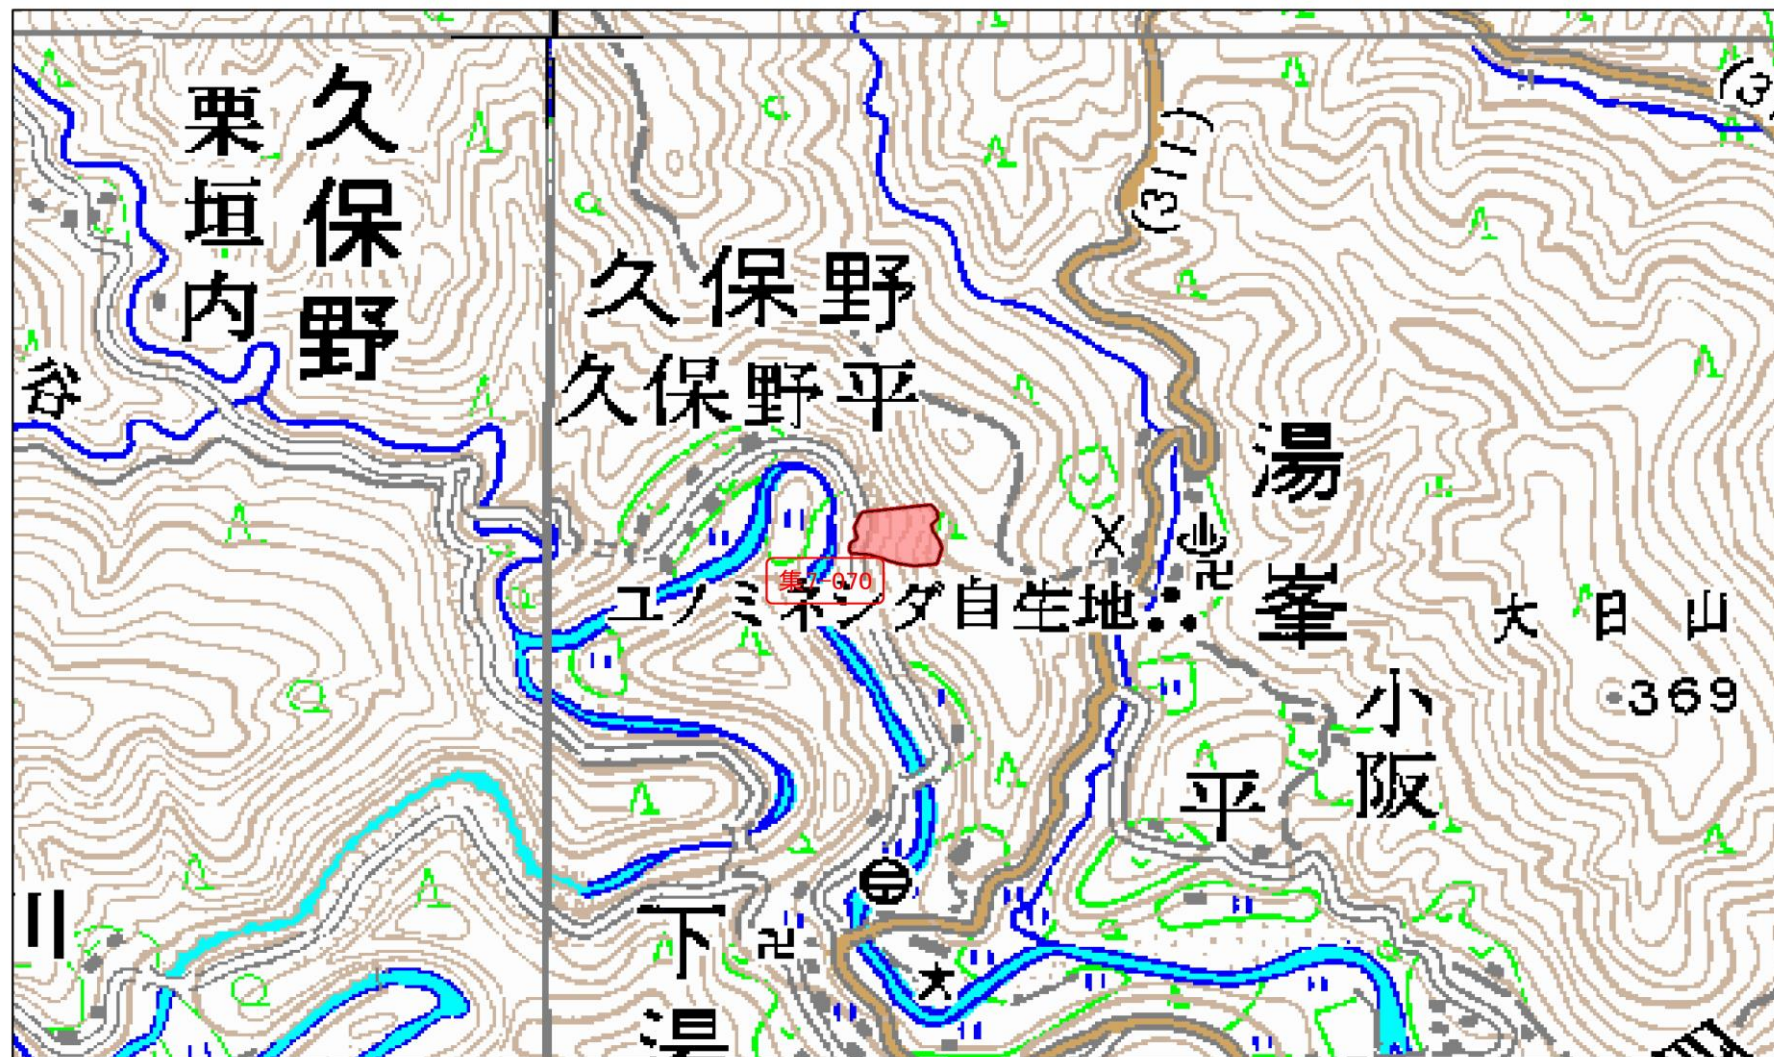 久保野
栗垣内
谷
久保野
久保野平
(311)
(3
湯峯
集7-070
ユノミネシダ自生地
大日山
369
小阪
平
下湯
川